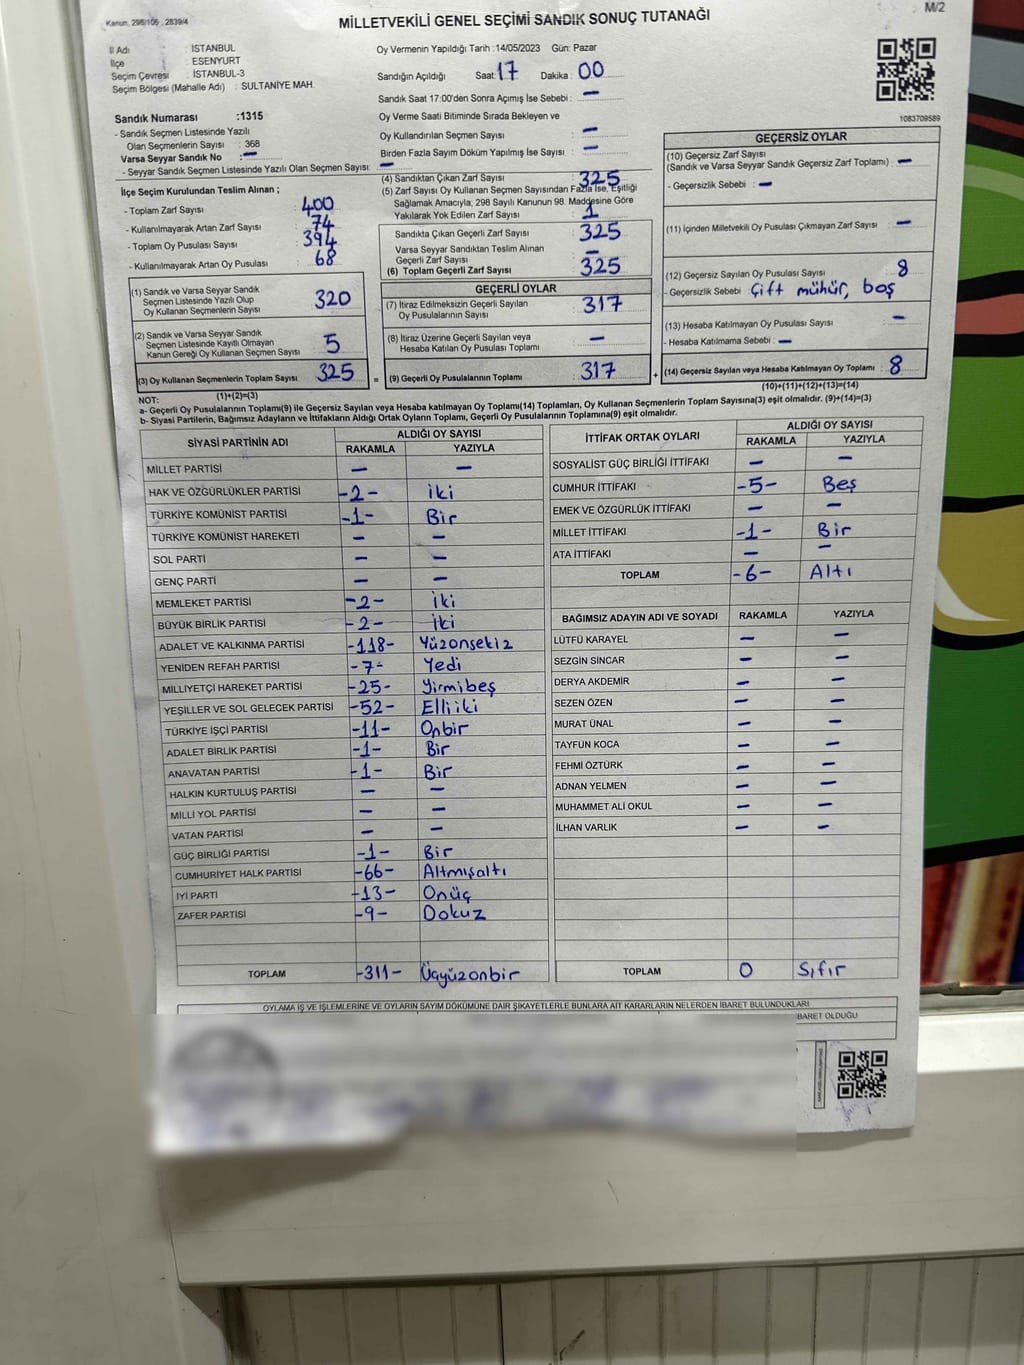 Kanun, 298/105 , 2839/4
M/2
MİLLETVEKİLİ GENEL SEÇİMİ SANDIK SONUÇ TUTANAĞI
İl Adı : İSTANBUL
İlçe : ESENYURT
Seçim Çevresi : İSTANBUL-3
Seçim Bölgesi (Mahalle Adı) : SULTANİYE MAH.
Oy Vermenin Yapıldığı Tarih :14/05/2023 Gün: Pazar
Sandığın Açıldığı Saat: 17 Dakika : 00
Sandık Saat 17:00'den Sonra Açımış İse Sebebi : —
Sandık Numarası :1315
- Sandık Seçmen Listesinde Yazılı
Olan Seçmenlerin Sayısı : 368
Varsa Seyyar Sandık No : —
- Seyyar Sandık Seçmen Listesinde Yazılı Olan Seçmen Sayısı: —
Oy Verme Saati Bitiminde Sırada Bekleyen ve
Oy Kullandırılan Seçmen Sayısı : —
Birden Fazla Sayım Döküm Yapılmış İse Sayısı : —
1083709589
İlçe Seçim Kurulundan Teslim Alınan ;
- Toplam Zarf Sayısı 400
- Kullanılmayarak Artan Zarf Sayısı 74
- Toplam Oy Pusulası Sayısı 394
- Kullanılmayarak Artan Oy Pusulası 68
(4) Sandıktan Çıkan Zarf Sayısı : 325
(5) Zarf Sayısı Oy Kullanan Seçmen Sayısından Fazla İse, Eşitliği
Sağlamak Amacıyla, 298 Sayılı Kanunun 98. Maddesine Göre
Yakılarak Yok Edilen Zarf Sayısı : 1
Sandıkta Çıkan Geçerli Zarf Sayısı : 325
Varsa Seyyar Sandıktan Teslim Alınan
Geçerli Zarf Sayısı : —
(6) Toplam Geçerli Zarf Sayısı : 325
GEÇERSİZ OYLAR
(10) Geçersiz Zarf Sayısı
(Sandık ve Varsa Seyyar Sandık Geçersiz Zarf Toplamı) : —
- Geçersizlik Sebebi : —
(11) İçinden Milletvekili Oy Pusulası Çıkmayan Zarf Sayısı : —
(12) Geçersiz Sayılan Oy Pusulası Sayısı : 8
- Geçersizlik Sebebi : Çift mühür, boş
(13) Hesaba Katılmayan Oy Pusulası Sayısı : —
- Hesaba Katılmama Sebebi : —
(14) Geçersiz Sayılan veya Hesaba Katılmayan Oy Toplamı : 8
(10)+(11)+(12)+(13)=(14)
(1) Sandık ve Varsa Seyyar Sandık
Seçmen Listesinde Yazılı Olup
Oy Kullanan Seçmenlerin Sayısı : 320
(2) Sandık ve Varsa Seyyar Sandık
Seçmen Listesinde Kayıtlı Olmayan
Kanun Gereği Oy Kullanan Seçmen Sayısı : 5
(3) Oy Kullanan Seçmenlerin Toplam Sayısı : 325
(1)+(2)=(3)
GEÇERLİ OYLAR
(7) İtiraz Edilmeksizin Geçerli Sayılan
Oy Pusulalarının Sayısı : 317
(8) İtiraz Üzerine Geçerli Sayılan veya
Hesaba Katılan Oy Pusulası Toplamı : —
= (9) Geçerli Oy Pusulalarının Toplamı : 317 +
NOT:
a- Geçerli Oy Pusulalarının Toplamı(9) ile Geçersiz Sayılan veya Hesaba katılmayan Oy Toplamı(14) Toplamları, Oy Kullanan Seçmenlerin Toplam Sayısına(3) eşit olmalıdır. (9)+(14)=(3)
b- Siyasi Partilerin, Bağımsız Adayların ve İttifakların Aldığı Ortak Oyların Toplamı, Geçerli Oy Pusulalarının Toplamına(9) eşit olmalıdır.
SİYASİ PARTİNİN ADI ALDIĞI OY SAYISI
RAKAMLA YAZIYLA
MİLLET PARTİSİ — —
HAK VE ÖZGÜRLÜKLER PARTİSİ -2- İki
TÜRKİYE KOMÜNİST PARTİSİ -1- Bir
TÜRKİYE KOMÜNİST HAREKETİ — —
SOL PARTİ — —
GENÇ PARTİ — —
MEMLEKET PARTİSİ -2- İki
BÜYÜK BİRLİK PARTİSİ -2- İki
ADALET VE KALKINMA PARTİSİ -118- Yüzonsekiz
YENİDEN REFAH PARTİSİ -7- Yedi
MİLLİYETÇİ HAREKET PARTİSİ -25- Yirmibeş
YEŞİLLER VE SOL GELECEK PARTİSİ -52- Elliiki
TÜRKİYE İŞÇİ PARTİSİ -11- Onbir
ADALET BİRLİK PARTİSİ -1- Bir
ANAVATAN PARTİSİ -1- Bir
HALKIN KURTULUŞ PARTİSİ — —
MİLLİ YOL PARTİSİ — —
VATAN PARTİSİ — —
GÜÇ BİRLİĞİ PARTİSİ -1- Bir
CUMHURİYET HALK PARTİSİ -66- Altmışaltı
İYİ PARTİ -13- Onüç
ZAFER PARTİSİ -9- Dokuz
TOPLAM -311- Üçyüzonbir
İTTİFAK ORTAK OYLARI ALDIĞI OY SAYISI
RAKAMLA YAZIYLA
SOSYALİST GÜÇ BİRLİĞİ İTTİFAKI — —
CUMHUR İTTİFAKI -5- Beş
EMEK VE ÖZGÜRLÜK İTTİFAKI — —
MİLLET İTTİFAKI -1- Bir
ATA İTTİFAKI — —
TOPLAM -6- Altı
BAĞIMSIZ ADAYIN ADI VE SOYADI RAKAMLA YAZIYLA
LÜTFÜ KARAYEL — —
SEZGİN SİNCAR — —
DERYA AKDEMİR — —
SEZEN ÖZEN — —
MURAT ÜNAL — —
TAYFUN KOCA — —
FEHMİ ÖZTÜRK — —
ADNAN YELMEN — —
MUHAMMET ALİ OKUL — —
İLHAN VARLIK — —
TOPLAM 0 Sıfır
OYLAMA İŞ VE İŞLEMLERİNE VE OYLARIN SAYIM DÖKÜMÜNE DAİR ŞİKAYETLERLE BUNLARA AİT KARARLARIN NELERDEN İBARET BULUNDUKLARI
İBARET OLDUĞU